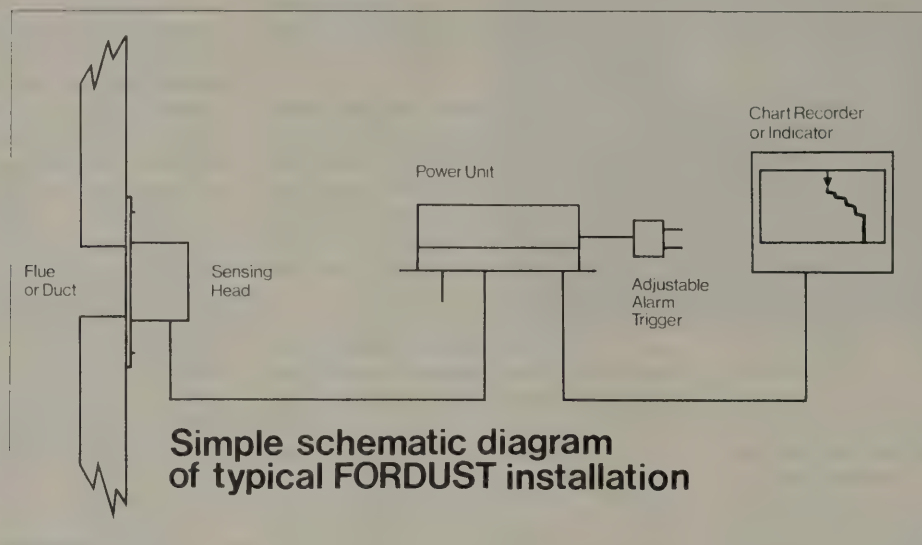 Chart Recorder
or Indicator
Power Unit
Flue
or Duct
Sensing
Head
Adjustable
Alarm
Trigger
Simple schematic diagram
of typical FORDUST installation